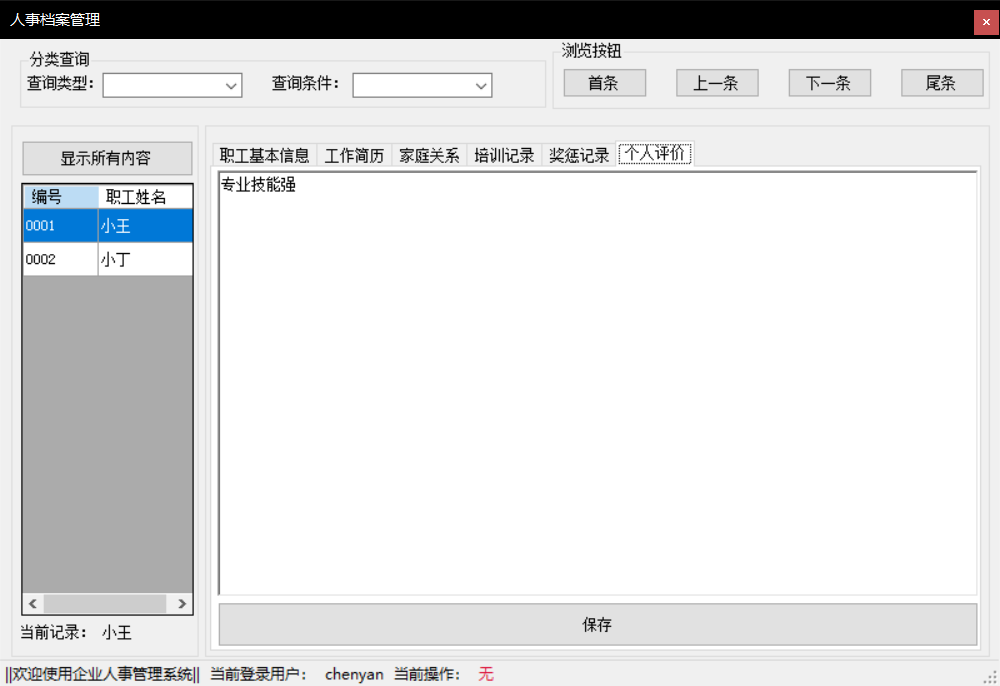 人事档案管理
分类查询
查询类型：
查询条件：
浏览按钮
首条
上一条
下一条
尾条
显示所有内容
编号 职工姓名
0001 小王
0002 小丁
当前记录： 小王
职工基本信息 工作简历 家庭关系 培训记录 奖惩记录 个人评价
专业技能强
保存
||欢迎使用企业人事管理系统|| 当前登录用户： chenyan 当前操作： 无